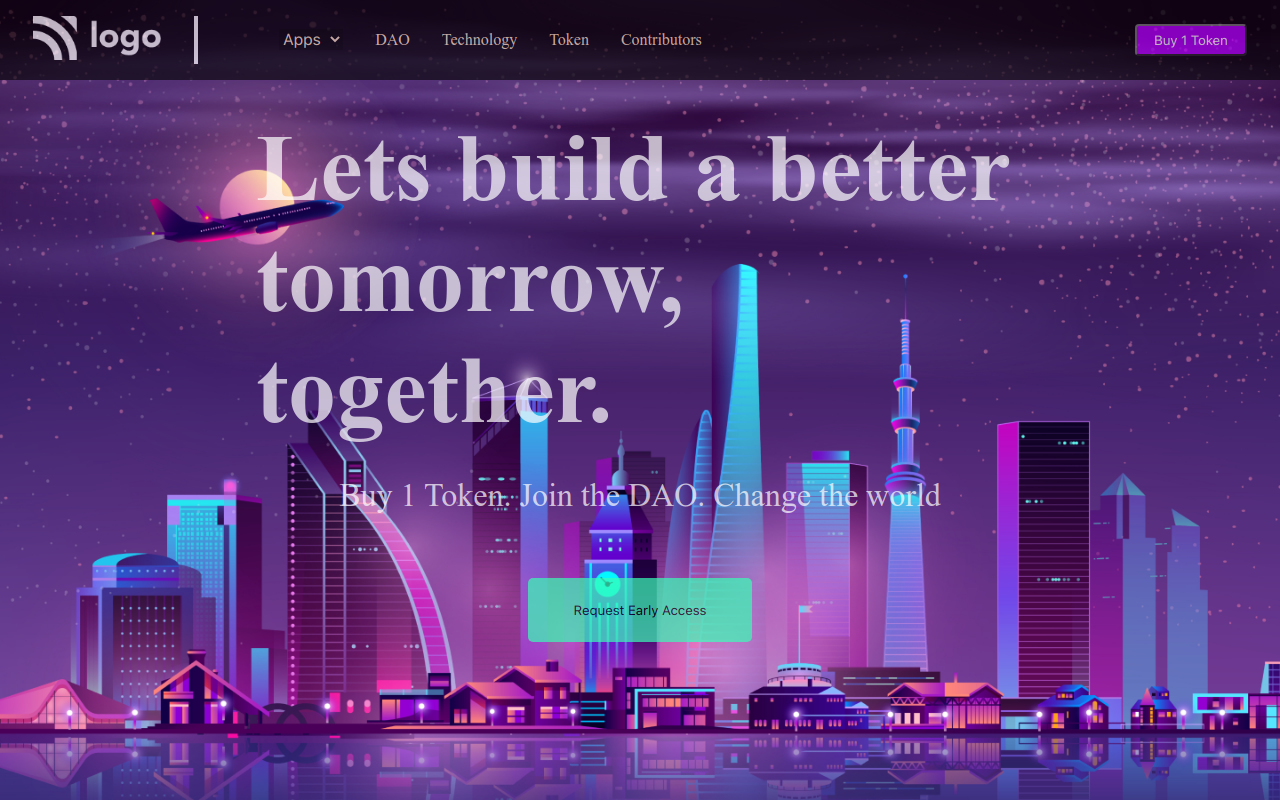 logo
Apps
DAO
Technology
Token
Contributors
Buy 1 Token
Lets build a better
tomorrow,
together.
Buy 1 Token. Join the DAO. Change the world
Request Early Access